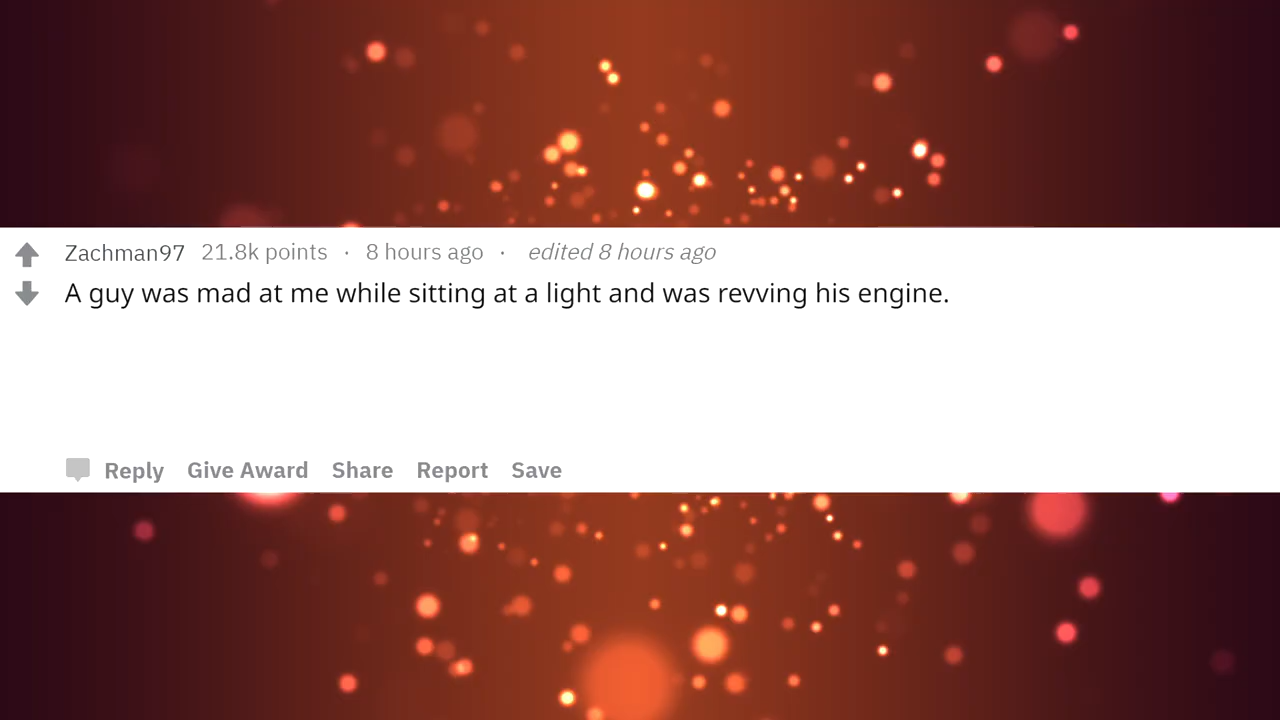 Zachman97 21.8k points · 8 hours ago · edited 8 hours ago
A guy was mad at me while sitting at a light and was revving his engine.
Reply Give Award Share Report Save